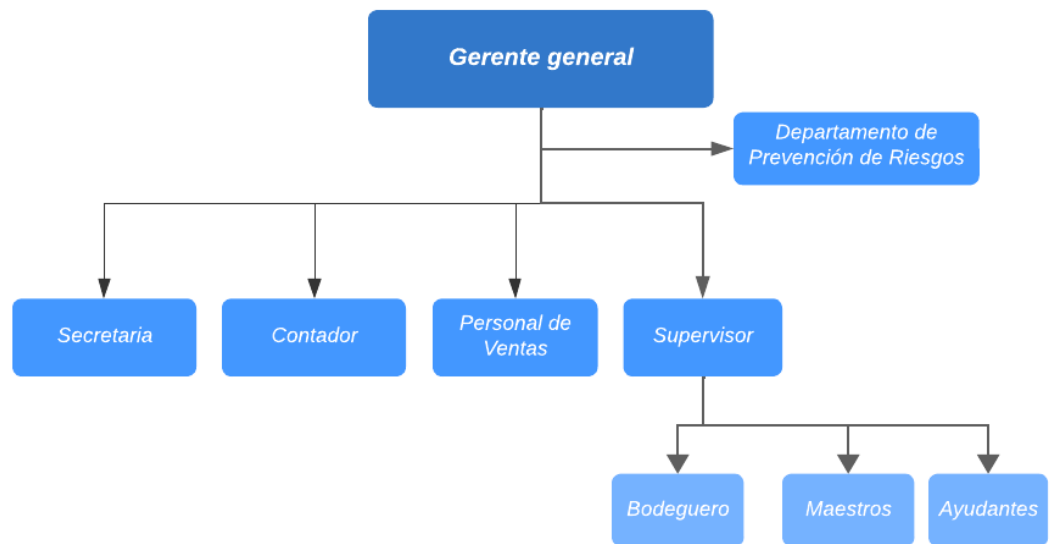 Gerente general
Departamento de
Prevención de Riesgos
Secretaria
Contador
Personal de
Ventas
Supervisor
Bodeguero
Maestros
Ayudantes